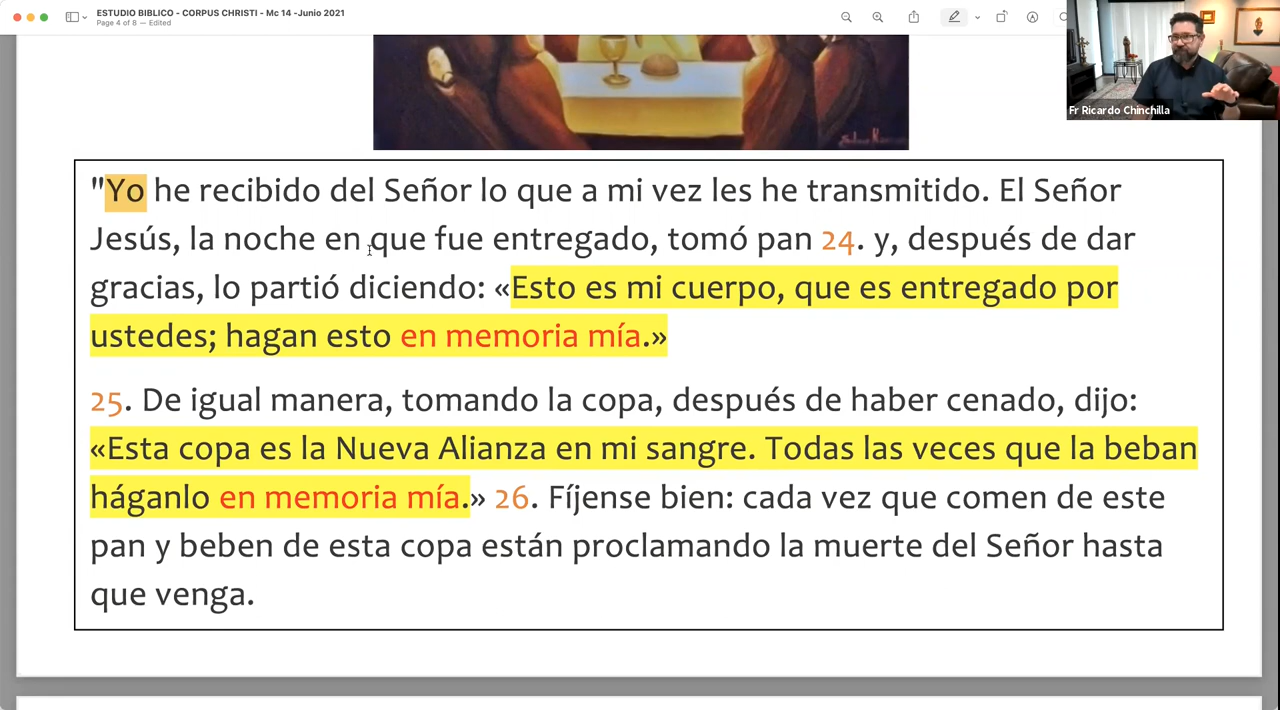 ESTUDIO BIBLICO - CORPUS CHRISTI - Mc 14 -Junio 2021
Page 4 of 8 — Edited
Fr Ricardo Chinchilla
"Yo he recibido del Señor lo que a mi vez les he transmitido. El Señor
Jesús, la noche en que fue entregado, tomó pan 24. y, después de dar
gracias, lo partió diciendo: «Esto es mi cuerpo, que es entregado por
ustedes; hagan esto en memoria mía.»
25. De igual manera, tomando la copa, después de haber cenado, dijo:
«Esta copa es la Nueva Alianza en mi sangre. Todas las veces que la beban
háganlo en memoria mía.» 26. Fíjense bien: cada vez que comen de este
pan y beben de esta copa están proclamando la muerte del Señor hasta
que venga.